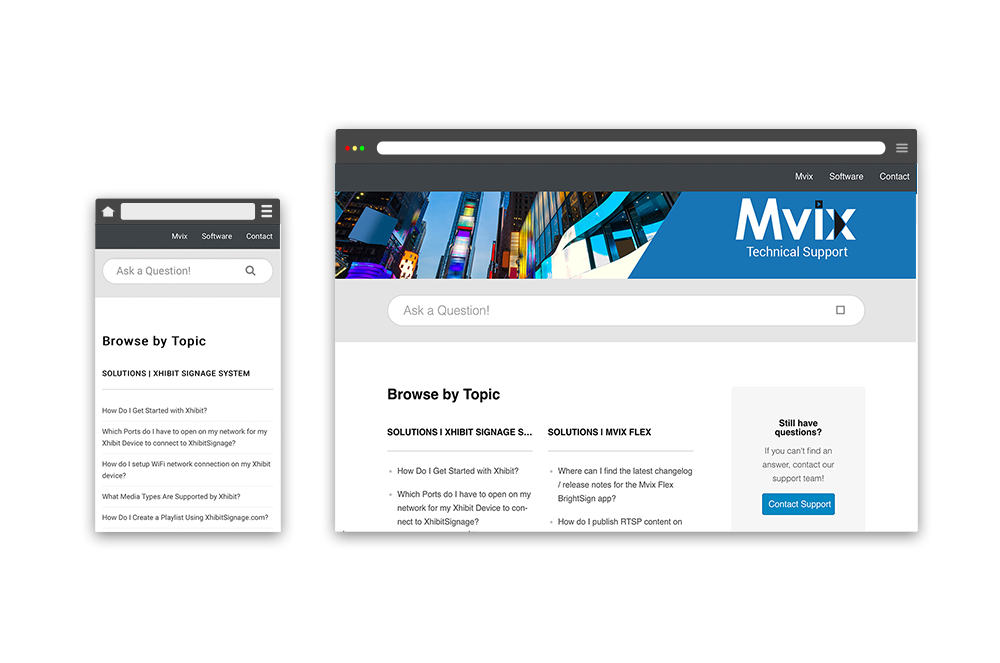 Mvix Software Contact
Ask a Question!
Browse by Topic
SOLUTIONS | XHIBIT SIGNAGE SYSTEM
How Do I Get Started with Xhibit?
Which Ports do I have to open on my network for my
Xhibit Device to connect to XhibitSignage?
How do I setup WiFi network connection on my Xhibit
device?
What Media Types Are Supported by Xhibit?
How Do I Create a Playlist Using XhibitSignage.com?
Mvix Software Contact
Mvix
Technical Support
Ask a Question!
Browse by Topic
SOLUTIONS I XHIBIT SIGNAGE S...
How Do I Get Started with Xhibit?
Which Ports do I have to open on my
network for my Xhibit Device to con-
nect to XhibitSignage?
SOLUTIONS I MVIX FLEX
Where can I find the latest changelog
/ release notes for the Mvix Flex
BrightSign app?
How do I publish RTSP content on
Still have
questions?
If you can't find an
answer, contact our
support team!
Contact Support